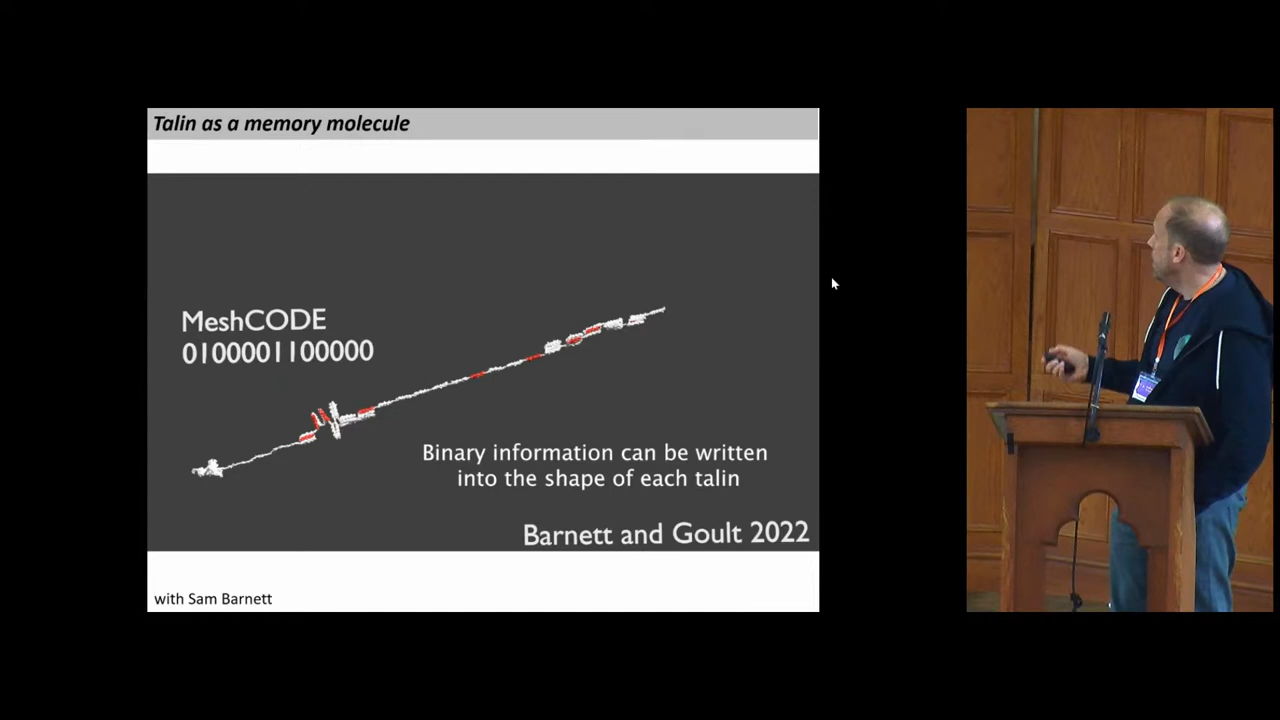 Talin as a memory molecule
MeshCODE
0100001100000
Binary information can be written
into the shape of each talin
Barnett and Goult 2022
with Sam Barnett